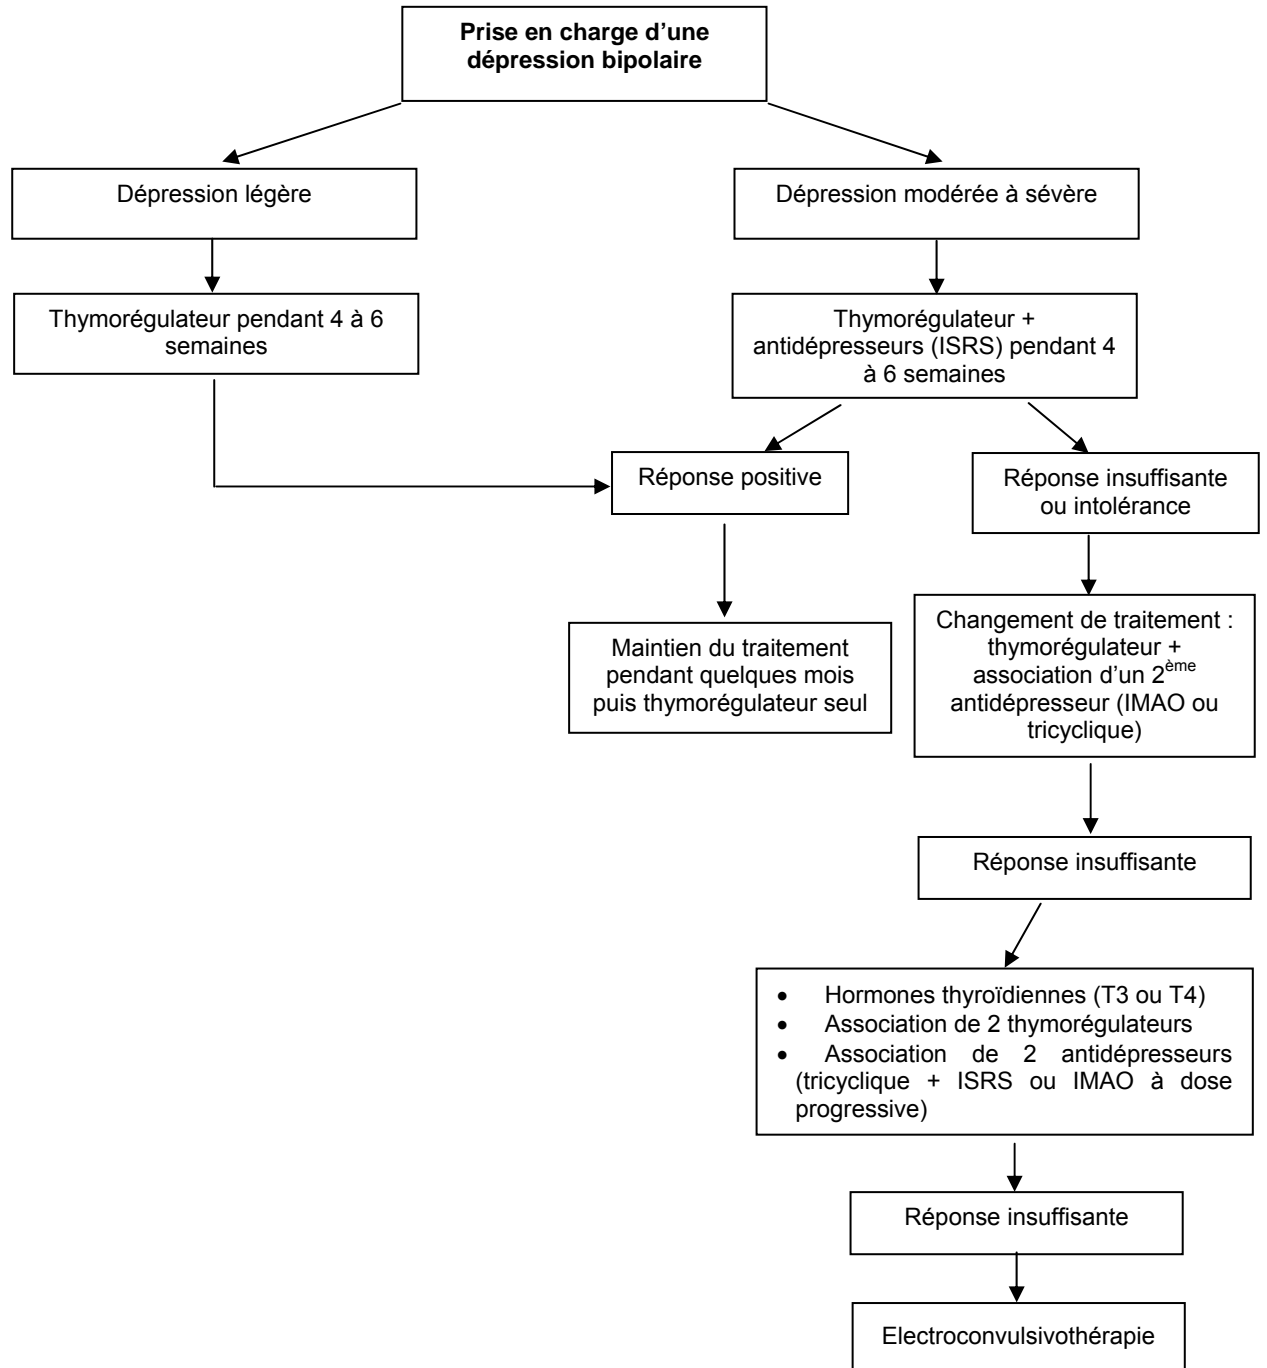 Prise en charge d’une
dépression bipolaire
Dépression légère
Dépression modérée à sévère
Thymorégulateur pendant 4 à 6
semaines
Thymorégulateur +
antidépresseurs (ISRS) pendant 4
à 6 semaines
Réponse positive
Réponse insuffisante
ou intolérance
Maintien du traitement
pendant quelques mois
puis thymorégulateur seul
Changement de traitement :
thymorégulateur +
association d’un 2ème
antidépresseur (IMAO ou
tricyclique)
Réponse insuffisante
• Hormones thyroïdiennes (T3 ou T4)
• Association de 2 thymorégulateurs
• Association de 2 antidépresseurs
(tricyclique + ISRS ou IMAO à dose
progressive)
Réponse insuffisante
Electroconvulsivothérapie